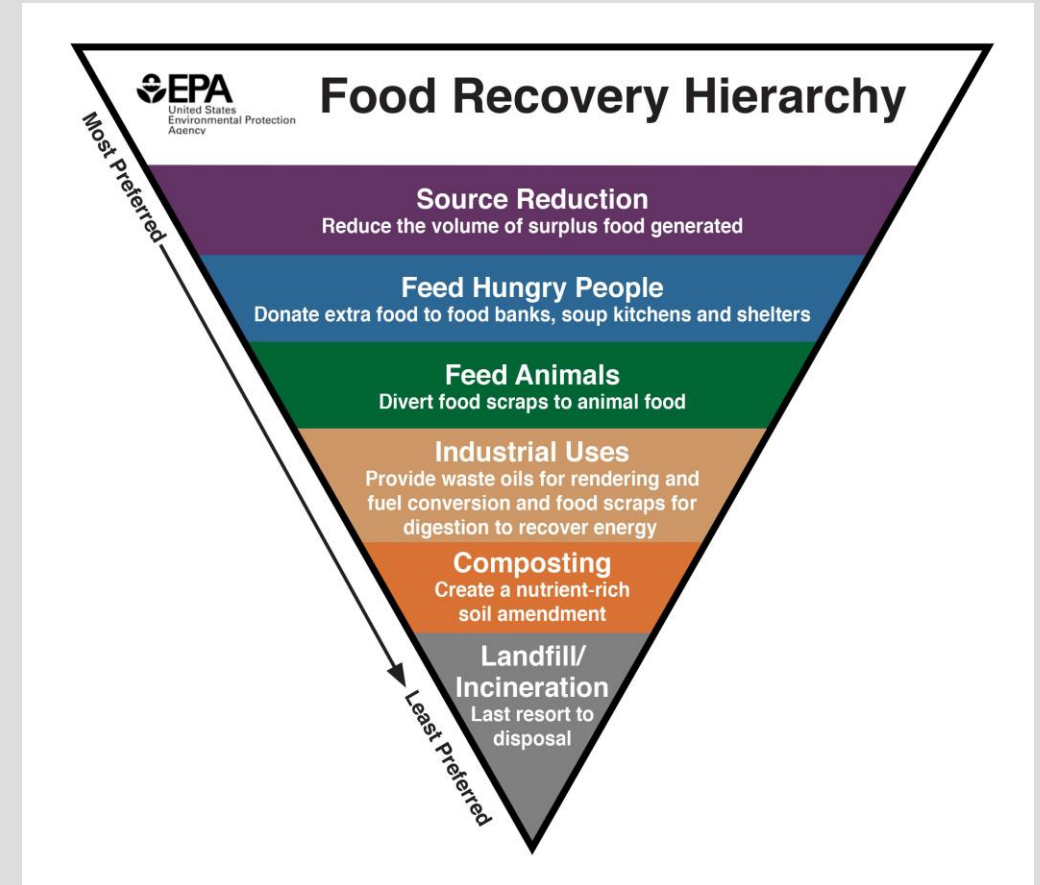 EPA
United States
Environmental Protection
Agency
Food Recovery Hierarchy
Most Preferred
Source Reduction
Reduce the volume of surplus food generated
Feed Hungry People
Donate extra food to food banks, soup kitchens and shelters
Feed Animals
Divert food scraps to animal food
Industrial Uses
Provide waste oils for rendering and
fuel conversion and food scraps for
digestion to recover energy
Composting
Create a nutrient-rich
soil amendment
Landfill/
Incineration
Last resort to
disposal
Least Preferred